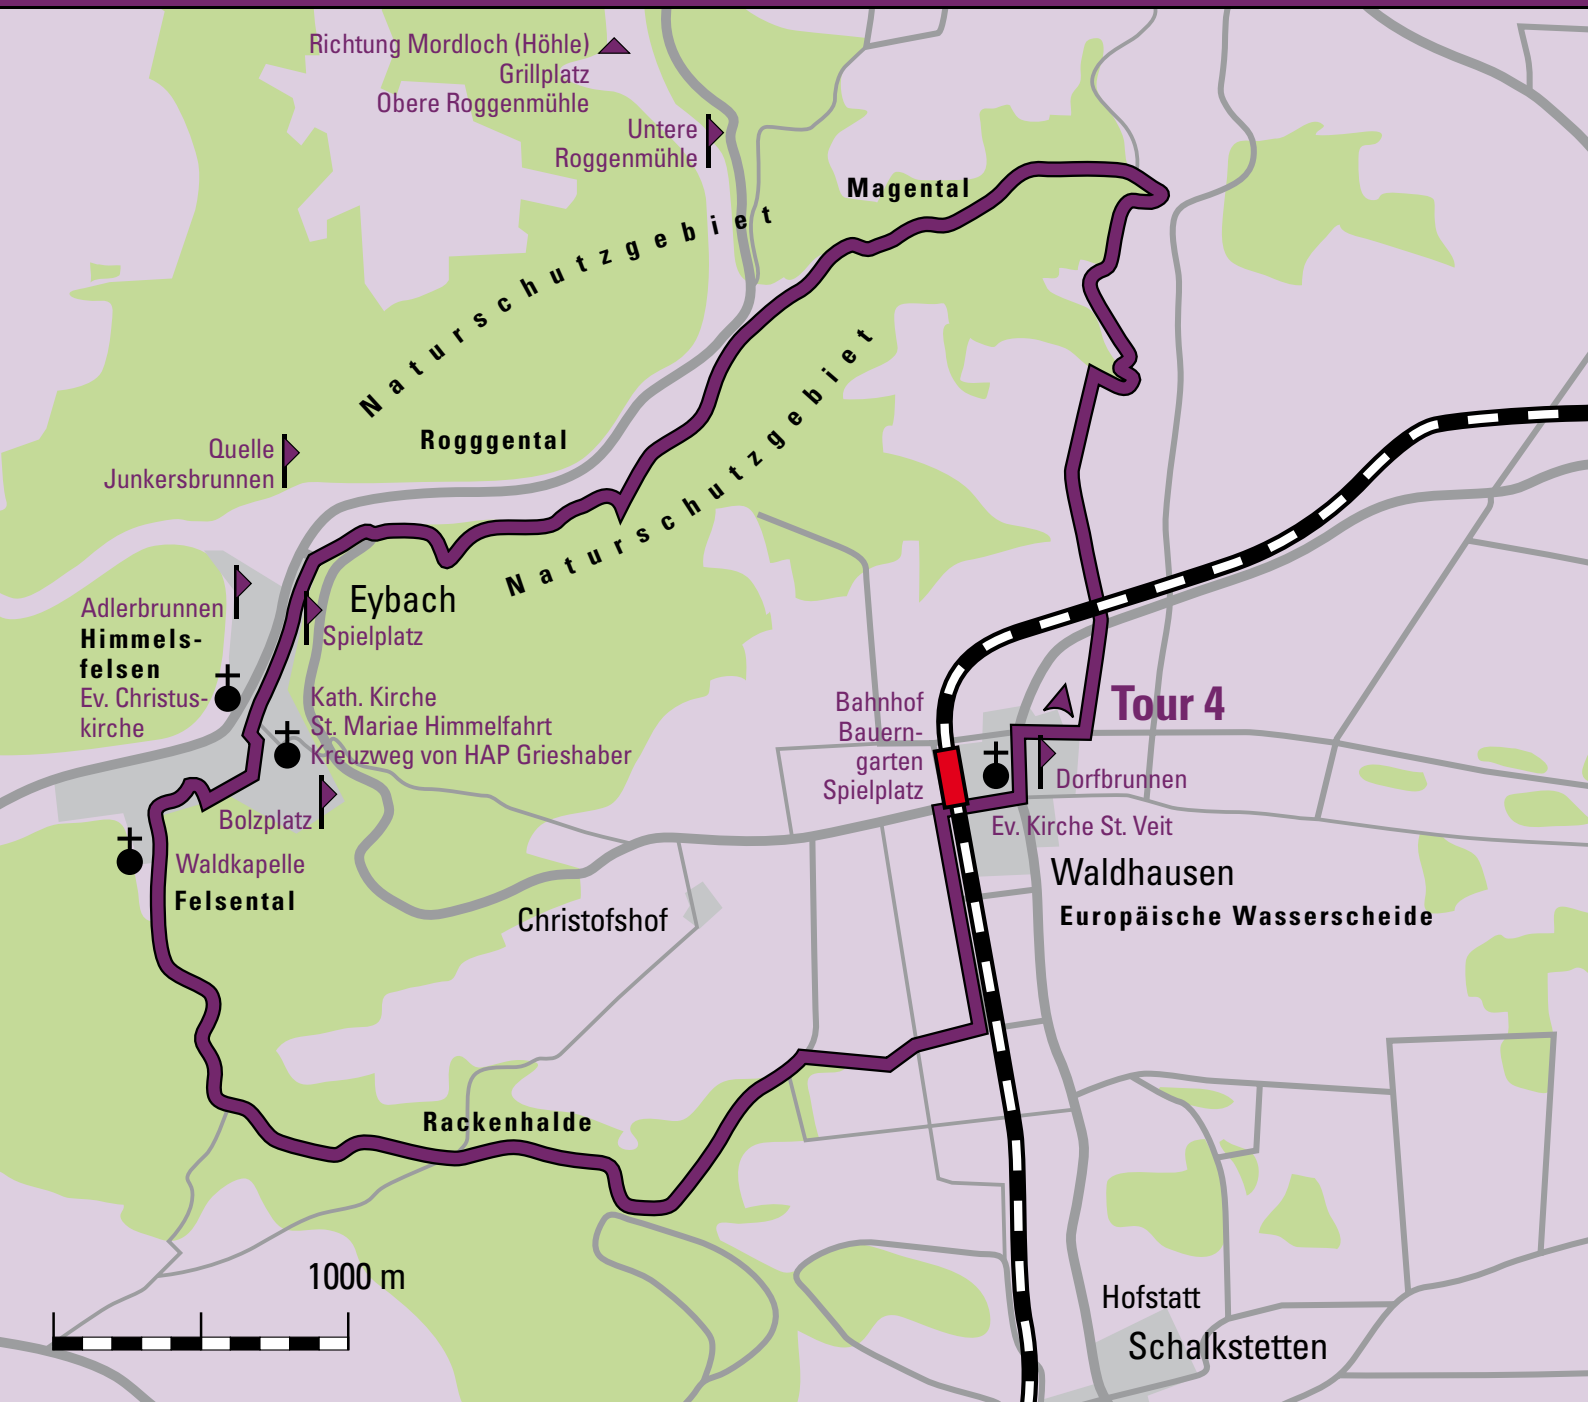 Richtung Mordloch (Höhle)
Grillplatz
Obere Roggenmühle
Untere
Roggenmühle
Magental
Naturschutzgebiet
Naturschutzgebiet
Rogggental
Quelle
Junkersbrunnen
Adlerbrunnen
Himmels-
felsen
Ev. Christus-
kirche
Eybach
Spielplatz
Kath. Kirche
St. Mariae Himmelfahrt
Kreuzweg von HAP Grieshaber
Bolzplatz
Waldkapelle
Felsental
Christofshof
Bahnhof
Bauern-
garten
Spielplatz
Tour 4
Dorfbrunnen
Ev. Kirche St. Veit
Waldhausen
Europäische Wasserscheide
Rackenhalde
1000 m
Hofstatt
Schalkstetten